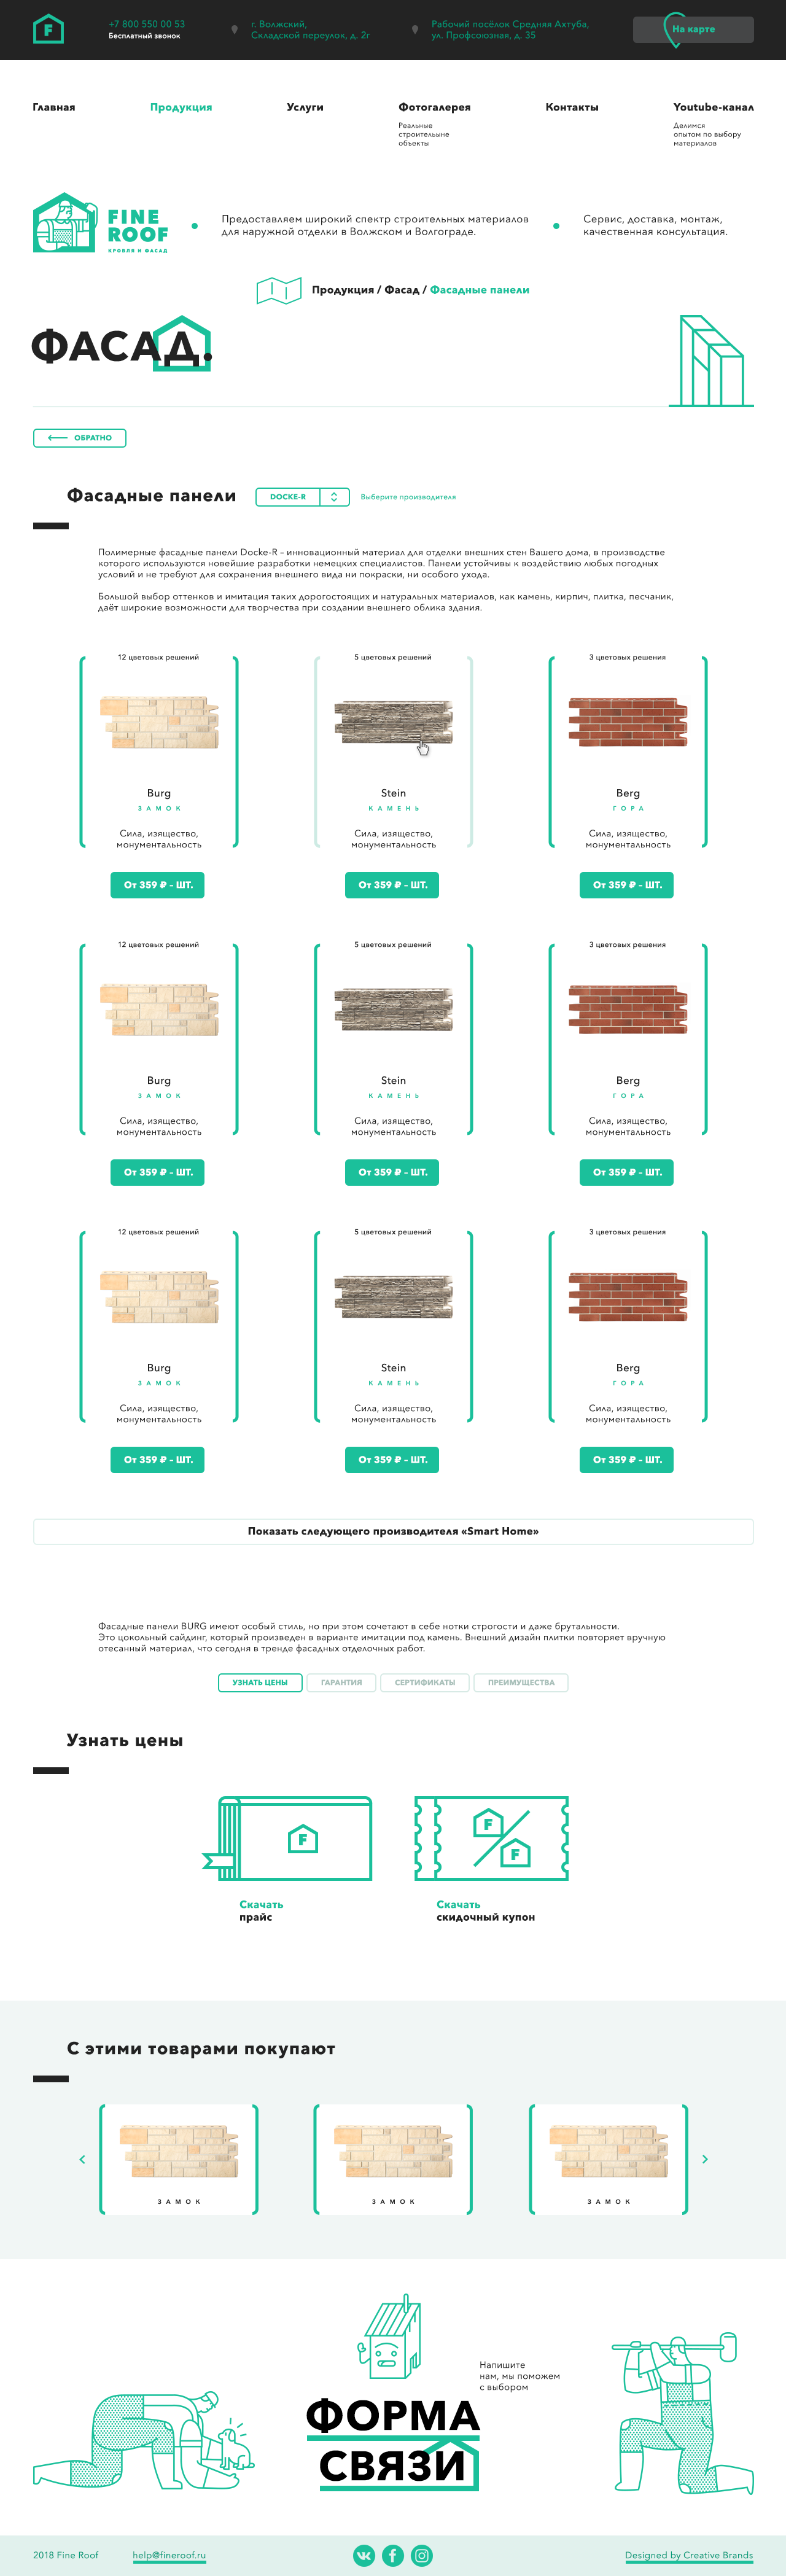 F
+7 800 550 00 53
Бесплатный звонок
г. Волжский,
Складской переулок, д. 2г
Рабочий посёлок Средняя Ахтуба,
ул. Профсоюзная, д. 35
На карте
Главная
Продукция
Услуги
Фотогалерея
Реальные
строительыне
объекты
Контакты
Youtube-канал
Делимся
опытом по выбору
материалов
FINE
ROOF
КРОВЛЯ И ФАСАД
Предоставляем широкий спектр строительных материалов
для наружной отделки в Волжском и Волгограде.
Сервис, доставка, монтаж,
качественная консультация.
Продукция / Фасад / Фасадные панели
ФАСАД.
ОБРАТНО
Фасадные панели
DOCKE-R
Выберите производителя
Полимерные фасадные панели Docke-R – инновационный материал для отделки внешних стен Вашего дома, в производстве
которого используются новейшие разработки немецких специалистов. Панели устойчивы к воздействию любых погодных
условий и не требуют для сохранения внешнего вида ни покраски, ни особого ухода.
Большой выбор оттенков и имитация таких дорогостоящих и натуральных материалов, как камень, кирпич, плитка, песчаник,
даёт широкие возможности для творчества при создании внешнего облика здания.
12 цветовых решений
Burg
ЗАМОК
Сила, изящество,
монументальность
От 359 ₽ – ШТ.
5 цветовых решений
Stein
КАМЕНЬ
Сила, изящество,
монументальность
От 359 ₽ – ШТ.
3 цветовых решения
Berg
ГОРА
Сила, изящество,
монументальность
От 359 ₽ – ШТ.
12 цветовых решений
Burg
ЗАМОК
Сила, изящество,
монументальность
От 359 ₽ – ШТ.
5 цветовых решений
Stein
КАМЕНЬ
Сила, изящество,
монументальность
От 359 ₽ – ШТ.
3 цветовых решения
Berg
ГОРА
Сила, изящество,
монументальность
От 359 ₽ – ШТ.
12 цветовых решений
Burg
ЗАМОК
Сила, изящество,
монументальность
От 359 ₽ – ШТ.
5 цветовых решений
Stein
КАМЕНЬ
Сила, изящество,
монументальность
От 359 ₽ – ШТ.
3 цветовых решения
Berg
ГОРА
Сила, изящество,
монументальность
От 359 ₽ – ШТ.
Показать следующего производителя «Smart Home»
Фасадные панели BURG имеют особый стиль, но при этом сочетают в себе нотки строгости и даже брутальности.
Это цокольный сайдинг, который произведен в варианте имитации под камень. Внешний дизайн плитки повторяет вручную
отесанный материал, что сегодня в тренде фасадных отделочных работ.
УЗНАТЬ ЦЕНЫ
ГАРАНТИЯ
СЕРТИФИКАТЫ
ПРЕИМУЩЕСТВА
Узнать цены
F
Скачать
прайс
F
F
Скачать
скидочный купон
С этими товарами покупают
ЗАМОК
ЗАМОК
ЗАМОК
Напишите
нам, мы поможем
с выбором
ФОРМА
СВЯЗИ
2018 Fine Roof
help@fineroof.ru
Designed by Creative Brands